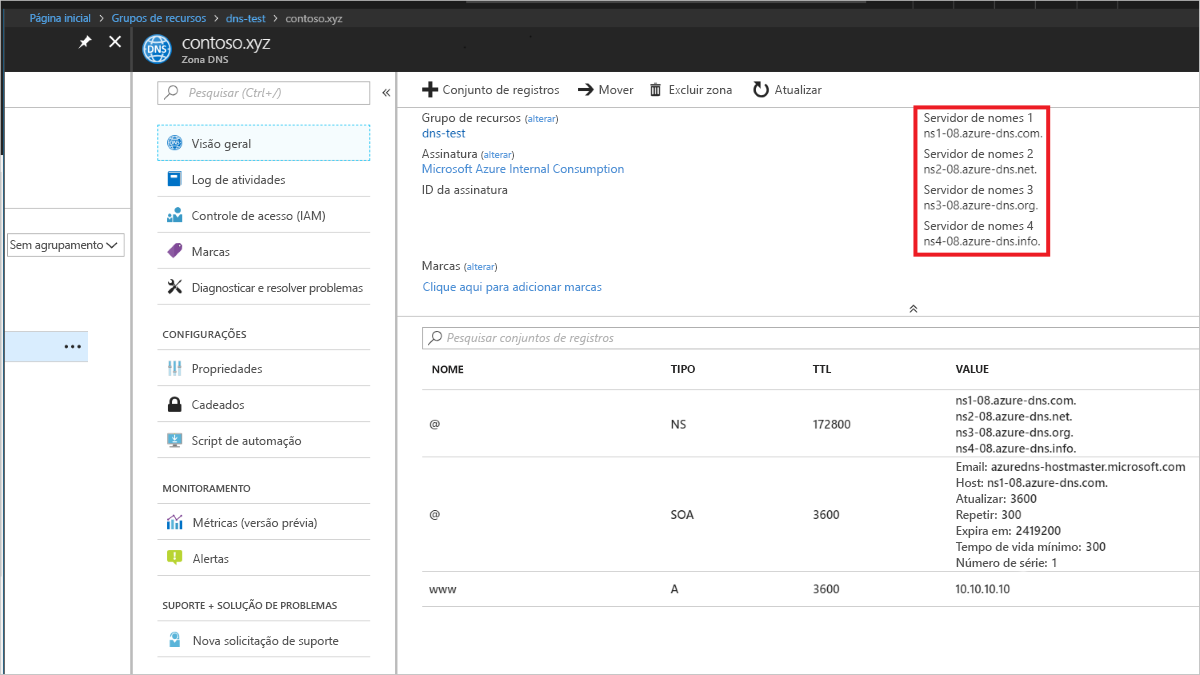 Página inicial > Grupos de recursos > dns-test > contoso.xyz
contoso.xyz
Zona DNS
DNS
Sem agrupamento
Pesquisar (Ctrl+/)
Visão geral
Log de atividades
Controle de acesso (IAM)
Marcas
Diagnosticar e resolver problemas
CONFIGURAÇÕES
Propriedades
Cadeados
Script de automação
MONITORAMENTO
Métricas (versão prévia)
Alertas
SUPORTE + SOLUÇÃO DE PROBLEMAS
Nova solicitação de suporte
Conjunto de registros Mover Excluir zona Atualizar
Grupo de recursos (alterar)
dns-test
Assinatura (alterar)
Microsoft Azure Internal Consumption
ID da assinatura
Marcas (alterar)
Clique aqui para adicionar marcas
Servidor de nomes 1
ns1-08.azure-dns.com.
Servidor de nomes 2
ns2-08.azure-dns.net.
Servidor de nomes 3
ns3-08.azure-dns.org.
Servidor de nomes 4
ns4-08.azure-dns.info.
Pesquisar conjuntos de registros
NOME TIPO TTL VALUE
@ NS 172800
ns1-08.azure-dns.com.
ns2-08.azure-dns.net.
ns3-08.azure-dns.org.
ns4-08.azure-dns.info.
@ SOA 3600
Email: azuredns-hostmaster.microsoft.com
Host: ns1-08.azure-dns.com.
Atualizar: 3600
Repetir: 300
Expira em: 2419200
Tempo de vida mínimo: 300
Número de série: 1
www A 3600 10.10.10.10